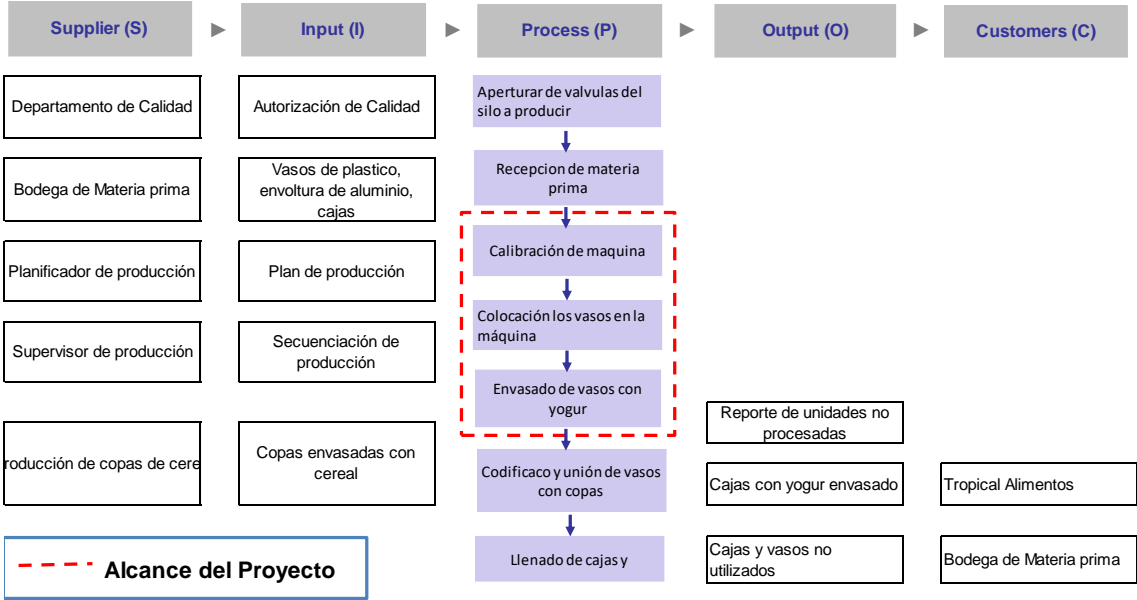 Supplier (S)
Input (I)
Process (P)
Output (O)
Customers (C)
Departamento de Calidad
Autorización de Calidad
Aperturar de valvulas del
silo a producir
Bodega de Materia prima
Vasos de plastico,
envoltura de aluminio,
cajas
Recepcion de materia
prima
Planificador de producción
Plan de producción
Calibración de maquina
Supervisor de producción
Secuenciación de
producción
Colocación los vasos en la
máquina
Envasado de vasos con
yogur
Reporte de unidades no
procesadas
roducción de copas de cere
Copas envasadas con
cereal
Codificaco y unión de vasos
con copas
Cajas con yogur envasado
Tropical Alimentos
Llenado de cajas y
Cajas y vasos no
utilizados
Bodega de Materia prima
Alcance del Proyecto